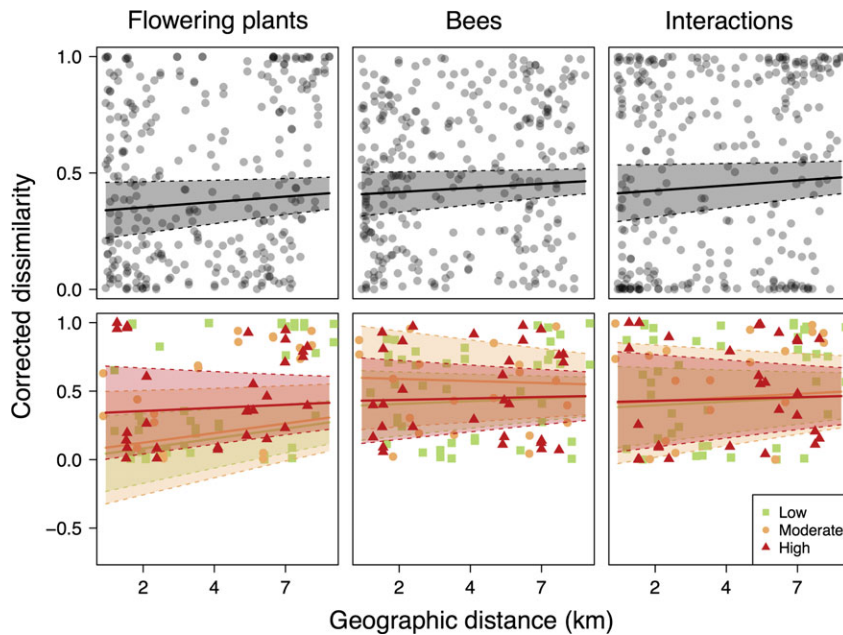 Flowering plants Bees Interactions
1.0
0.5
0.0
1.0
0.5
0.0
−0.5
Corrected dissimilarity
Low
Moderate
High
2 4 7 2 4 7 2 4 7
Geographic distance (km)